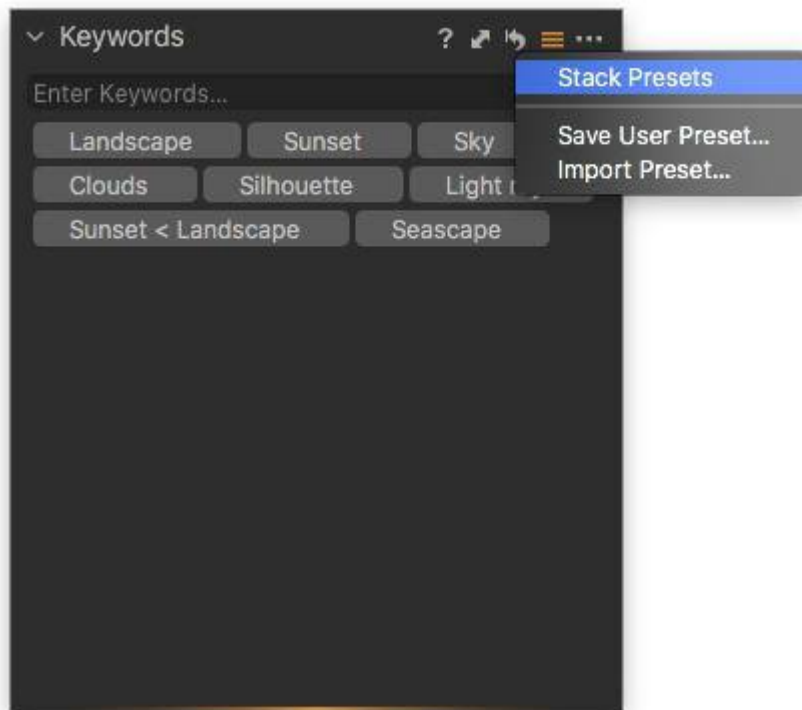 Keywords ? ...
Stack Presets
Enter Keywords...
Landscape Sunset Sky
Save User Preset...
Import Preset...
Clouds Silhouette Light
Sunset < Landscape Seascape